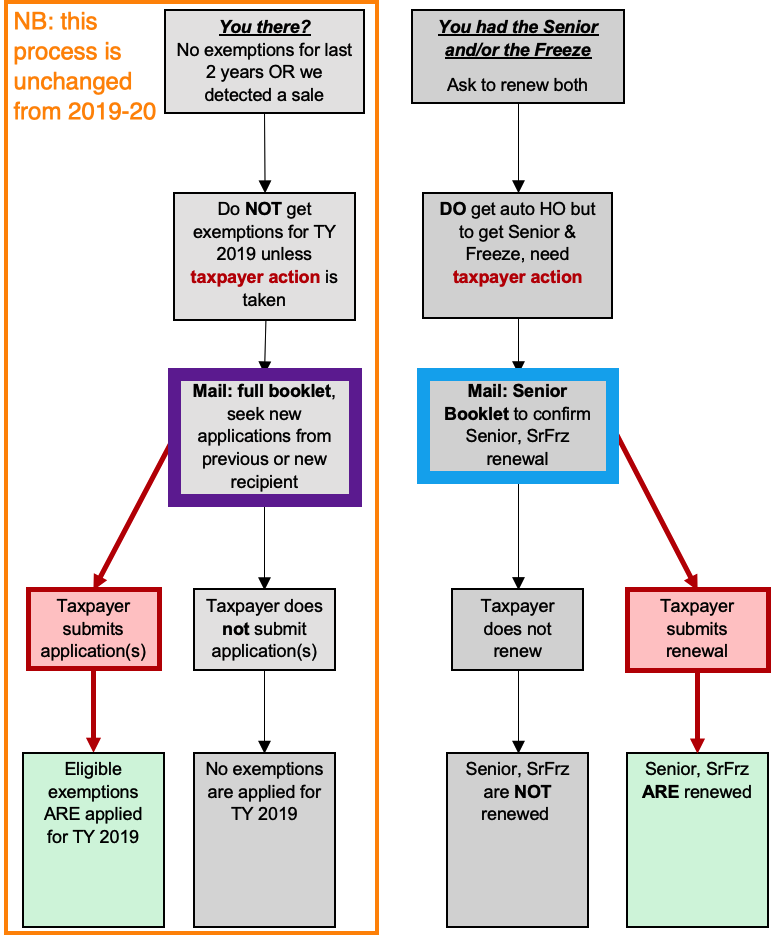 NB: this
process is
unchanged
from 2019-20
You there?
No exemptions for last
2 years OR we
detected a sale
Do NOT get
exemptions for TY
2019 unless
taxpayer action is
taken
Mail: full booklet,
seek new
applications from
previous or new
recipient
Taxpayer
submits
application(s)
Taxpayer does
not submit
application(s)
Eligible
exemptions
ARE applied
for TY 2019
No exemptions
are applied for
TY 2019
You had the Senior
and/or the Freeze
Ask to renew both
DO get auto HO but
to get Senior &
Freeze, need
taxpayer action
Mail: Senior
Booklet to confirm
Senior, SrFrz
renewal
Taxpayer
does not
renew
Taxpayer
submits
renewal
Senior, SrFrz
are NOT
renewed
Senior, SrFrz
ARE renewed